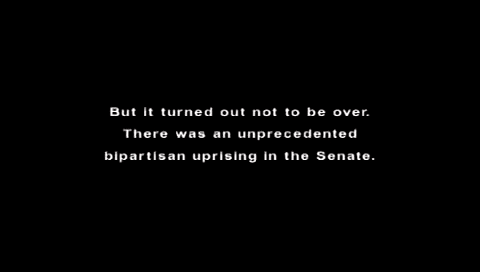 But it turned out not to be over.
There was an unprecedented
bipartisan uprising in the Senate.